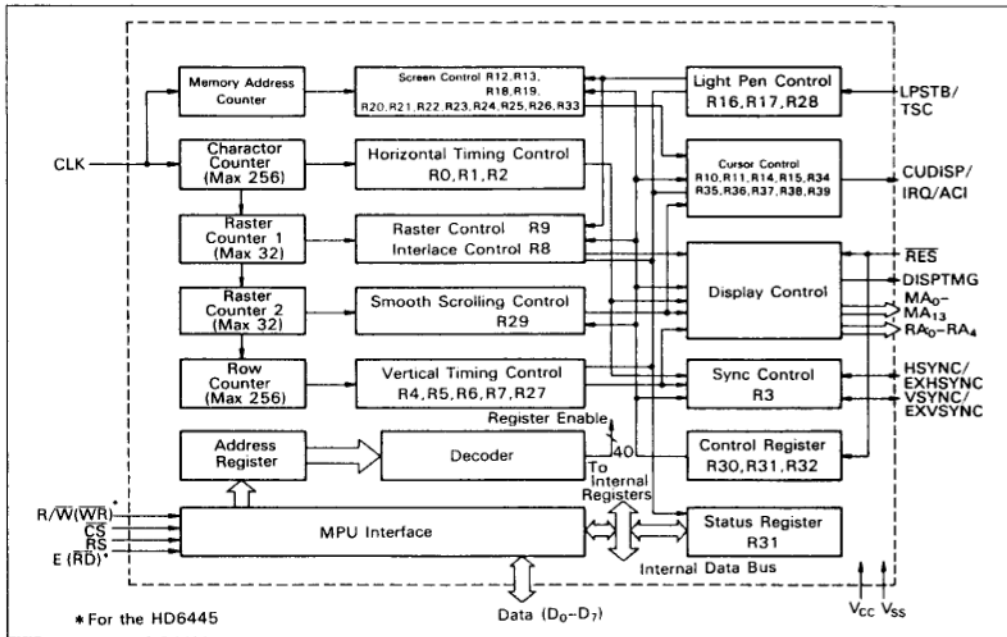 Memory Address
Counter
Screen Control R12,R13,
R18,R19,
R20,R21,R22,R23,R24,R25,R26,R33
Light Pen Control
R16,R17,R28
LPSTB/
TSC
CLK
Charactor
Counter
(Max 256)
Horizontal Timing Control
R0,R1,R2
Cursor Control
R10,R11,R14,R15,R34
R35,R36,R37,R38,R39
CUDISP/
IRQ/ACI
Raster
Counter 1
(Max 32)
Raster Control R9
Interlace Control R8
Display Control
RES
DISPTMG
MA0–
MA13
RA0–RA4
Raster
Counter 2
(Max 32)
Smooth Scrolling Control
R29
Row
Counter
(Max 256)
Vertical Timing Control
R4,R5,R6,R7,R27
Sync Control
R3
HSYNC/
EXHSYNC
VSYNC/
EXVSYNC
Address
Register
Decoder
Register Enable
40
To
Internal
Registers
Control Register
R30,R31,R32
R/W(WR)*
CS
RS
E (RD)*
MPU Interface
Status Register
R31
Internal Data Bus
*For the HD6445
Data (D0–D7)
VCC
VSS